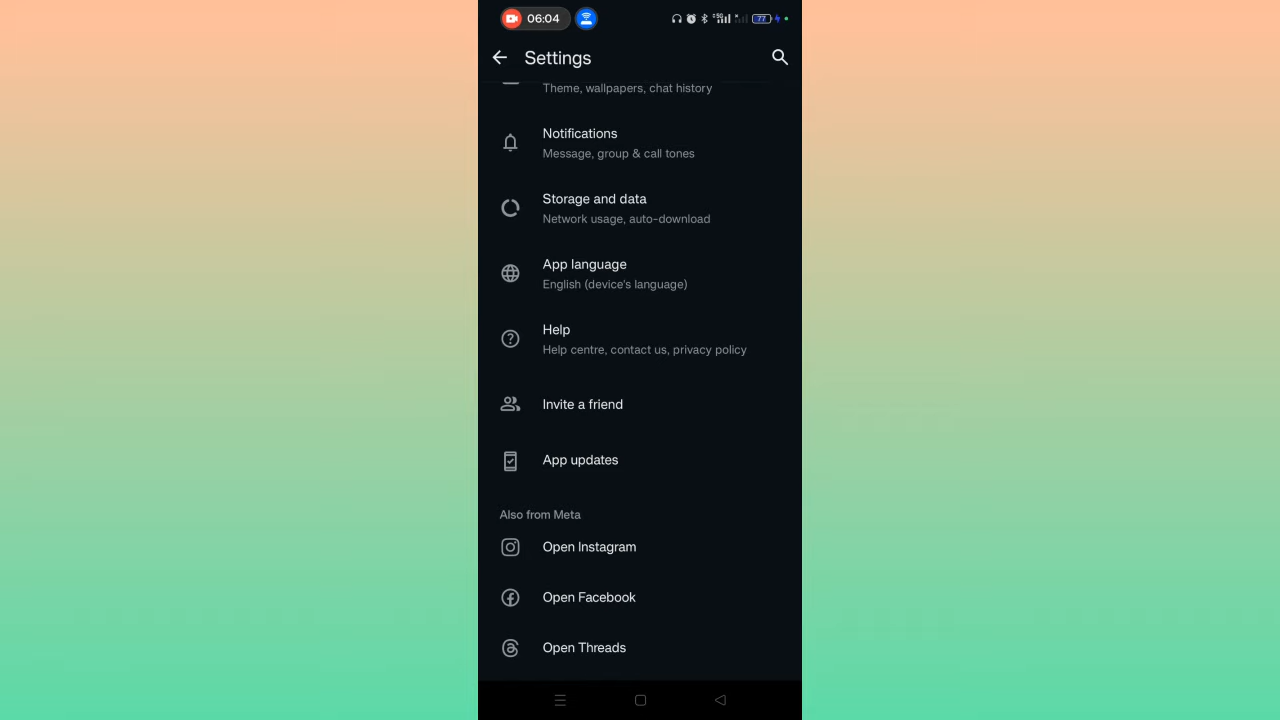 06:04
77
Settings
Theme, wallpapers, chat history
Notifications
Message, group & call tones
Storage and data
Network usage, auto-download
App language
English (device's language)
Help
Help centre, contact us, privacy policy
Invite a friend
App updates
Also from Meta
Open Instagram
Open Facebook
Open Threads